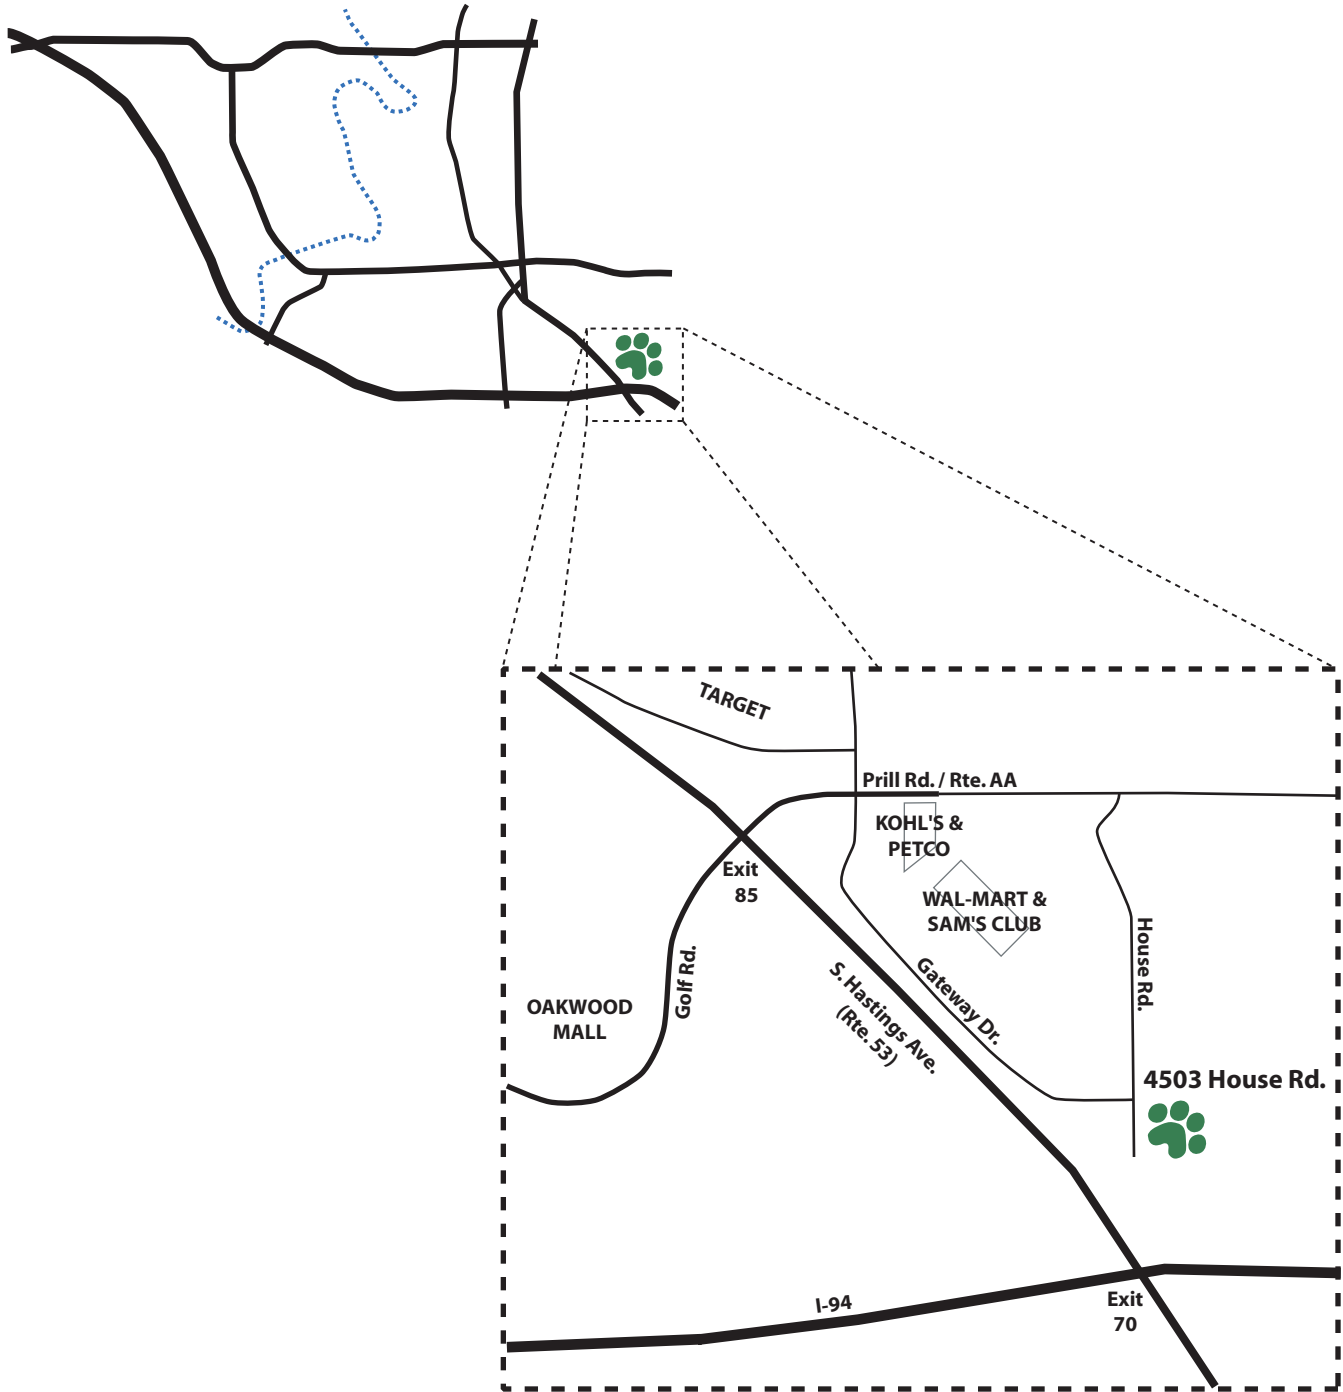 TARGET
Prill Rd. / Rte. AA
KOHL'S &
PETCO
Exit
85
WAL-MART &
SAM'S CLUB
House Rd.
Golf Rd.
Gateway Dr.
S. Hastings Ave.
(Rte. 53)
OAKWOOD
MALL
4503 House Rd.
I-94
Exit
70